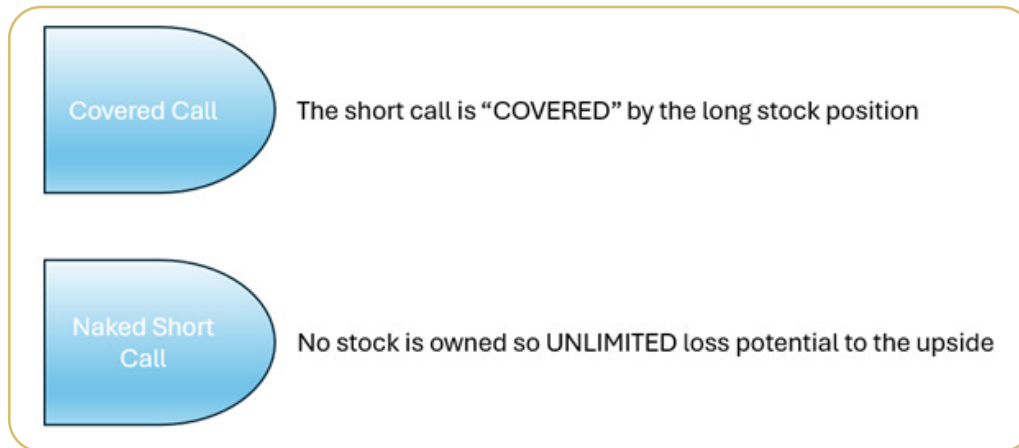 Covered Call
The short call is “COVERED” by the long stock position
Naked Short
Call
No stock is owned so UNLIMITED loss potential to the upside